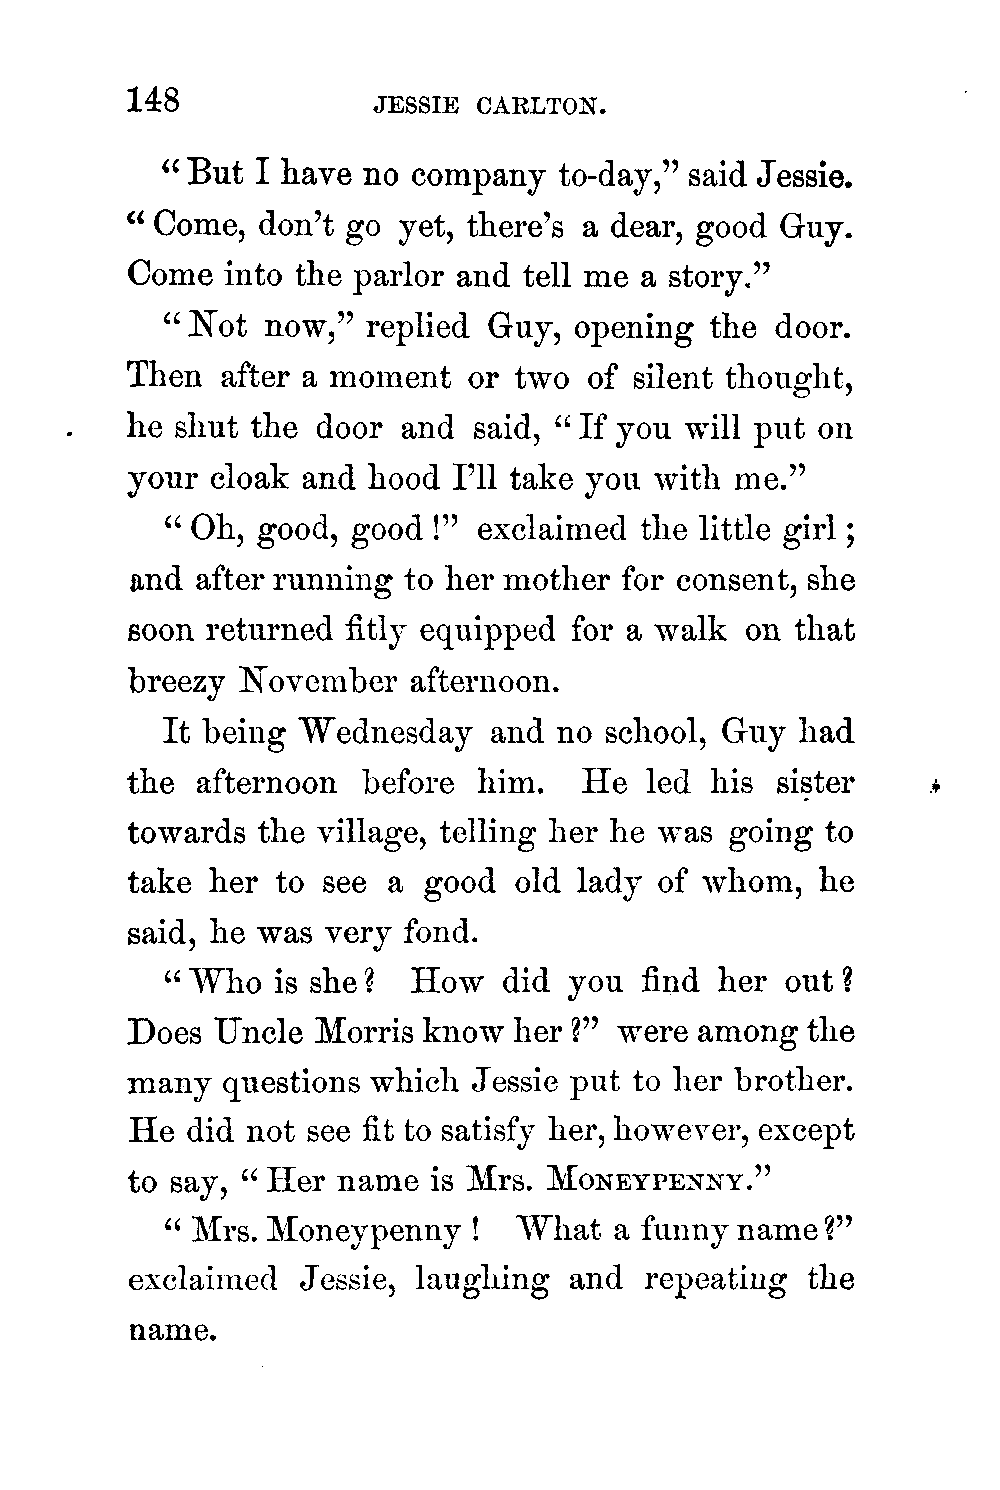 148 JESSIE CARLTON.
“But I have no company to-day,” said Jessie.
“Come, don’t go yet, there’s a dear, good Guy.
Come into the parlor and tell me a story.”
“Not now,” replied Guy, opening the door.
Then after a moment or two of silent thought,
he shut the door and said, “If you will put on
your cloak and hood I’ll take you with me.”
“Oh, good, good!” exclaimed the little girl;
and after running to her mother for consent, she
soon returned fitly equipped for a walk on that
breezy November afternoon.
It being Wednesday and no school, Guy had
the afternoon before him. He led his sister
towards the village, telling her he was going to
take her to see a good old lady of whom, he
said, he was very fond.
“Who is she? How did you find her out?
Does Uncle Morris know her?” were among the
many questions which Jessie put to her brother.
He did not see fit to satisfy her, however, except
to say, “Her name is Mrs. MONEYPENNY.”
“Mrs. Moneypenny! What a funny name?”
exclaimed Jessie, laughing and repeating the
name.